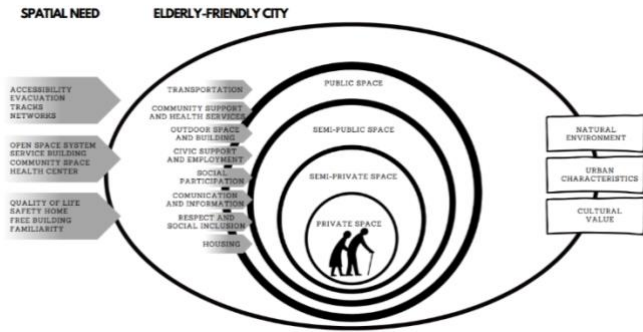 SPATIAL NEED
ELDERLY-FRIENDLY CITY
ACCESSIBILITY
EVACUATION
TRACKS
NETWORKS
OPEN SPACE SYSTEM
SERVICE BUILDING
COMMUNITY SPACE
HEALTH CENTER
QUALITY OF LIFE
SAFETY HOME
FREE BUILDING
FAMILIARITY
TRANSPORTATION
COMMUNITY SUPPORT
AND HEALTH SERVICES
OUTDOOR SPACE
AND BUILDING
CIVIC SUPPORT
AND EMPLOYMENT
SOCIAL
PARTICIPATION
COMUNICATION
AND INFORMATION
RESPECT AND
SOCIAL INCLUSION
HOUSING
PUBLIC SPACE
SEMI-PUBLIC SPACE
SEMI-PRIVATE SPACE
PRIVATE SPACE
NATURAL
ENVIRONMENT
URBAN
CHARACTERISTICS
CULTURAL
VALUE